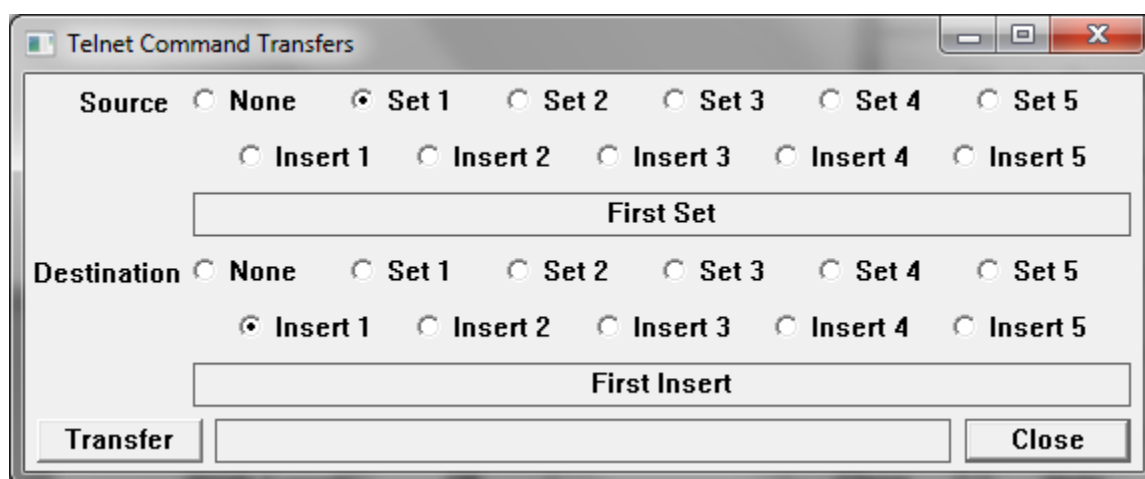 Telnet Command Transfers
Source None Set 1 Set 2 Set 3 Set 4 Set 5
Insert 1 Insert 2 Insert 3 Insert 4 Insert 5
First Set
Destination None Set 1 Set 2 Set 3 Set 4 Set 5
Insert 1 Insert 2 Insert 3 Insert 4 Insert 5
First Insert
Transfer Close